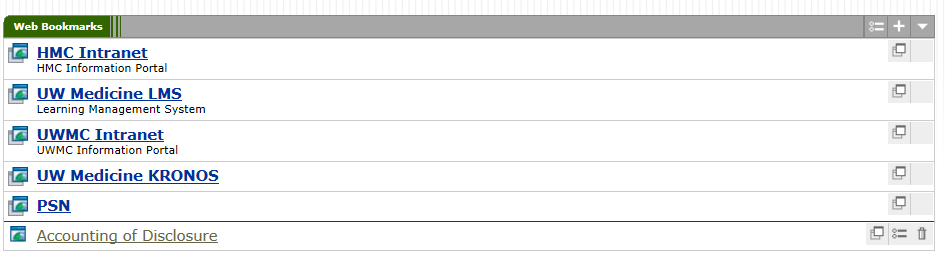 Web Bookmarks
HMC Intranet
HMC Information Portal
UW Medicine LMS
Learning Management System
UWMC Intranet
UWMC Information Portal
UW Medicine KRONOS
PSN
Accounting of Disclosure